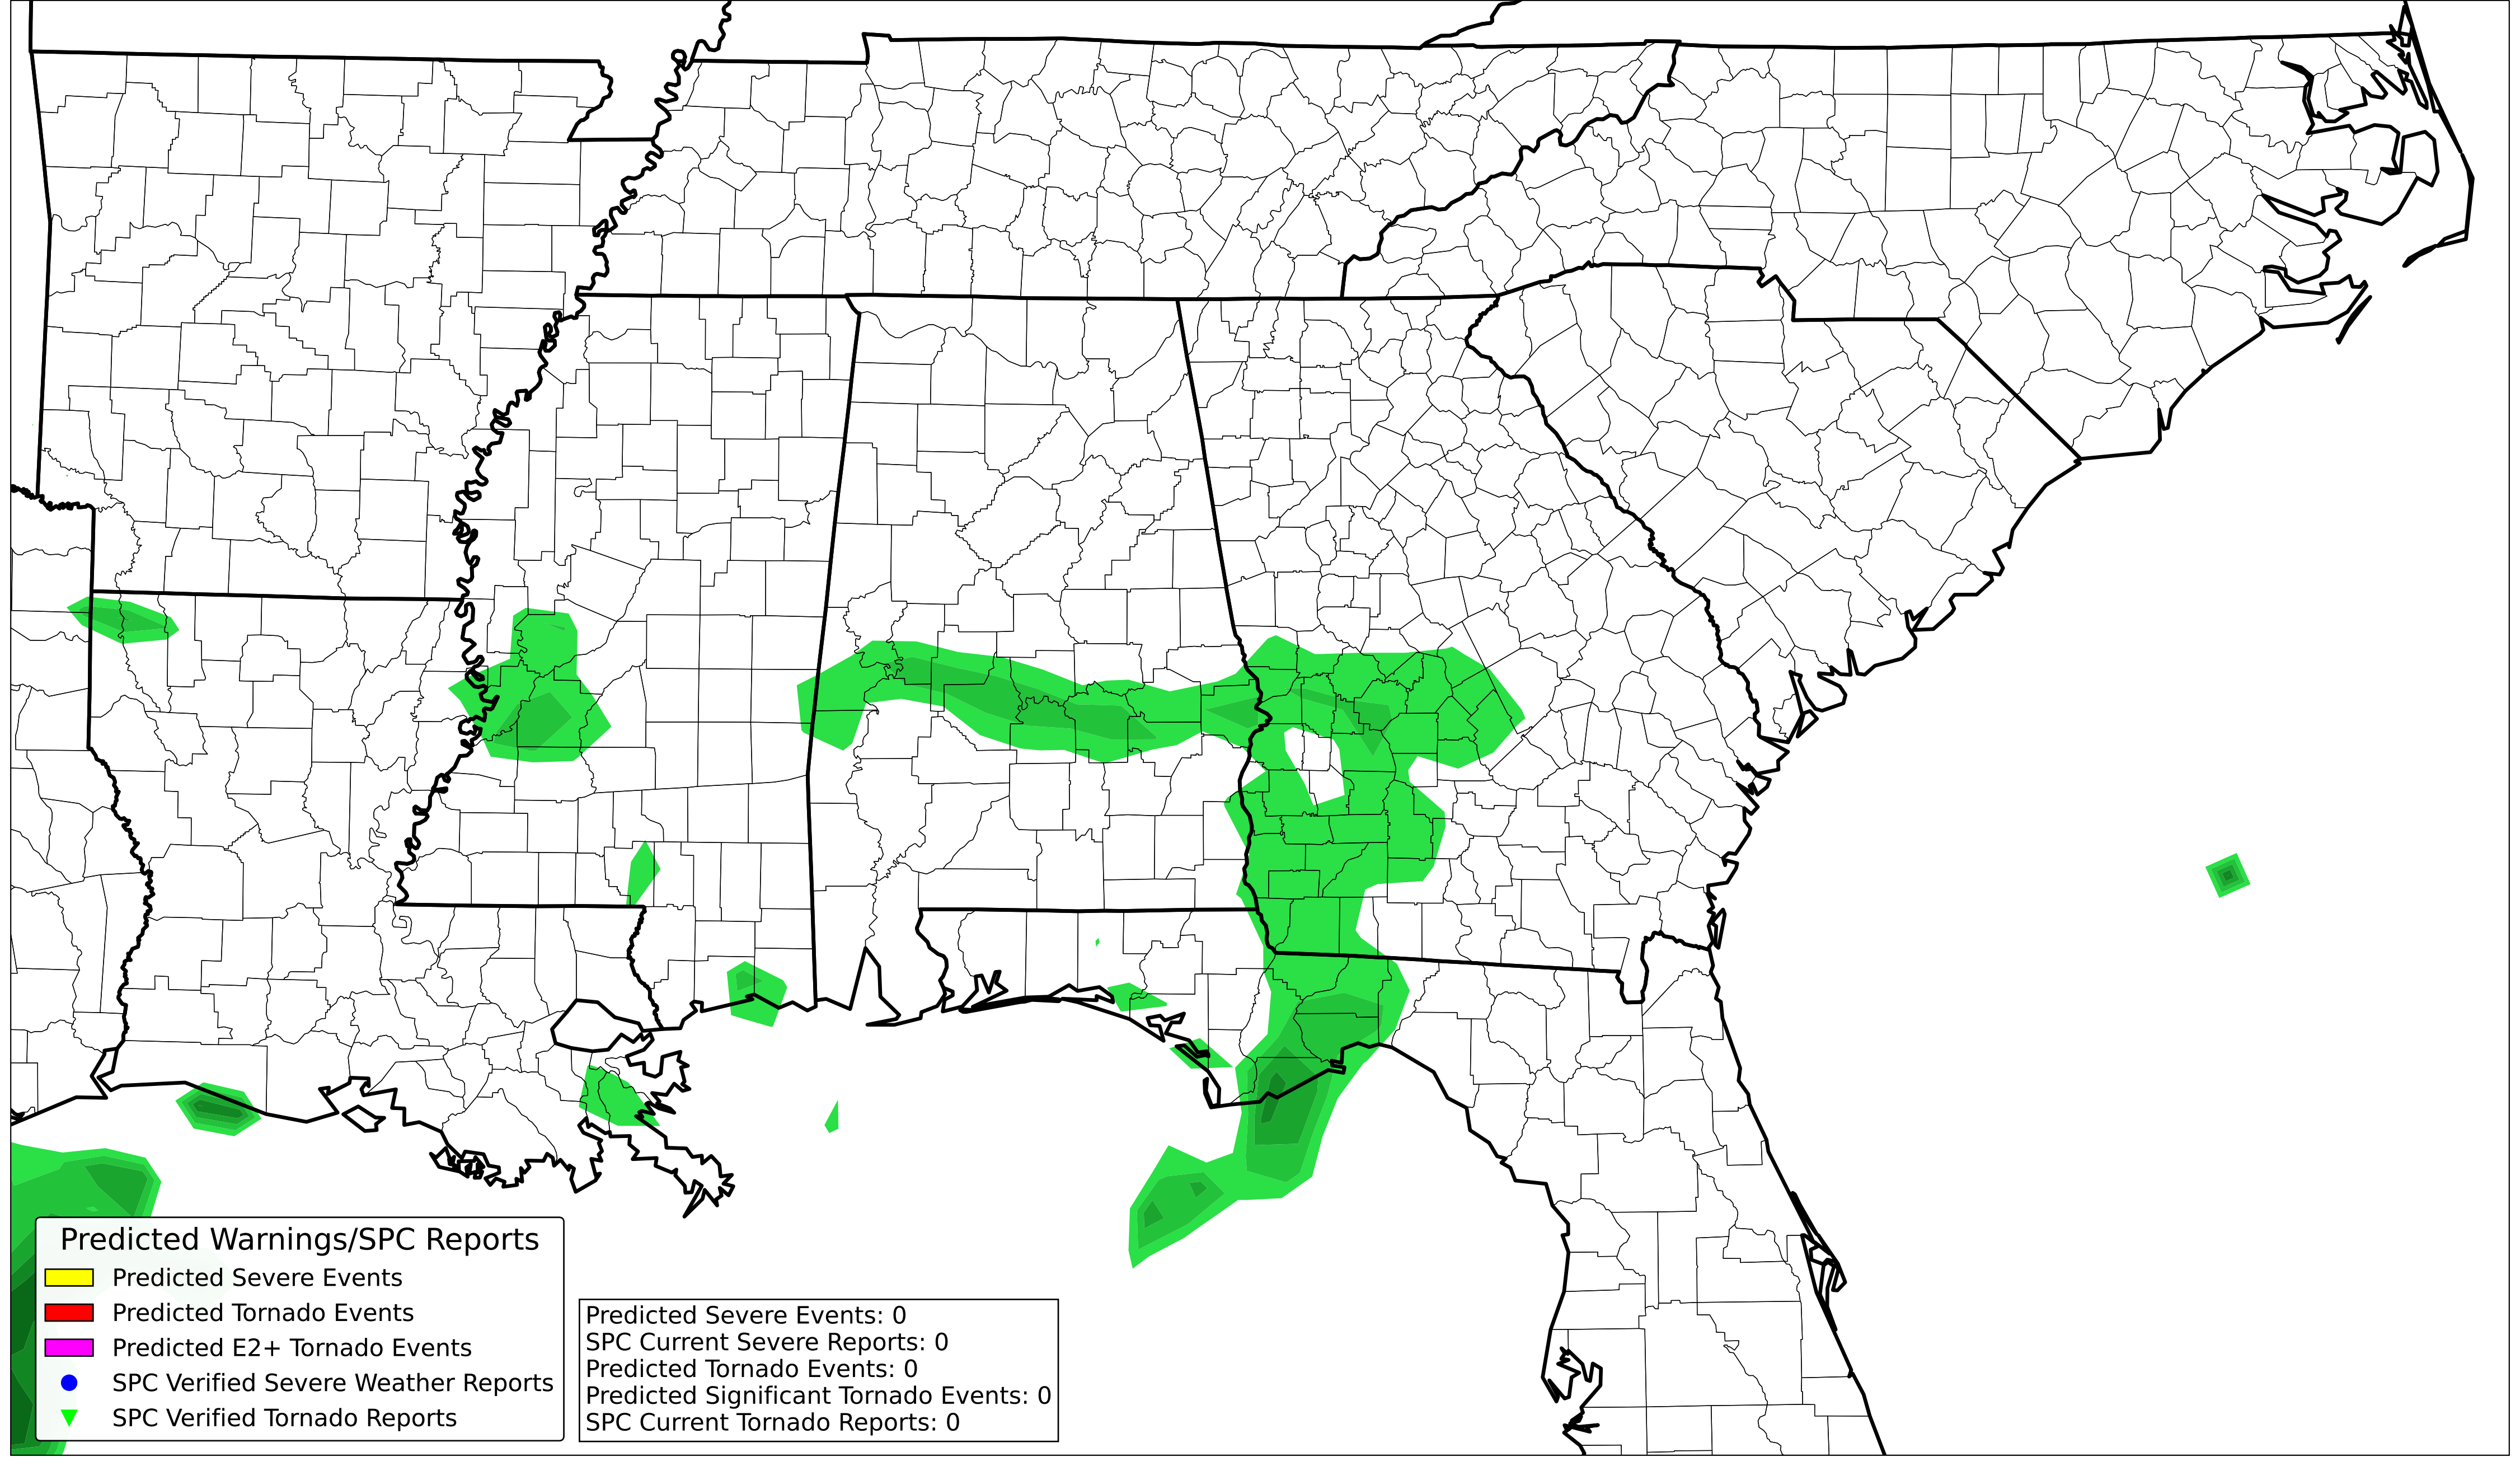 Predicted Warnings/SPC Reports
Predicted Severe Events
Predicted Tornado Events
Predicted E2+ Tornado Events
SPC Verified Severe Weather Reports
SPC Verified Tornado Reports
Predicted Severe Events: 0
SPC Current Severe Reports: 0
Predicted Tornado Events: 0
Predicted Significant Tornado Events: 0
SPC Current Tornado Reports: 0